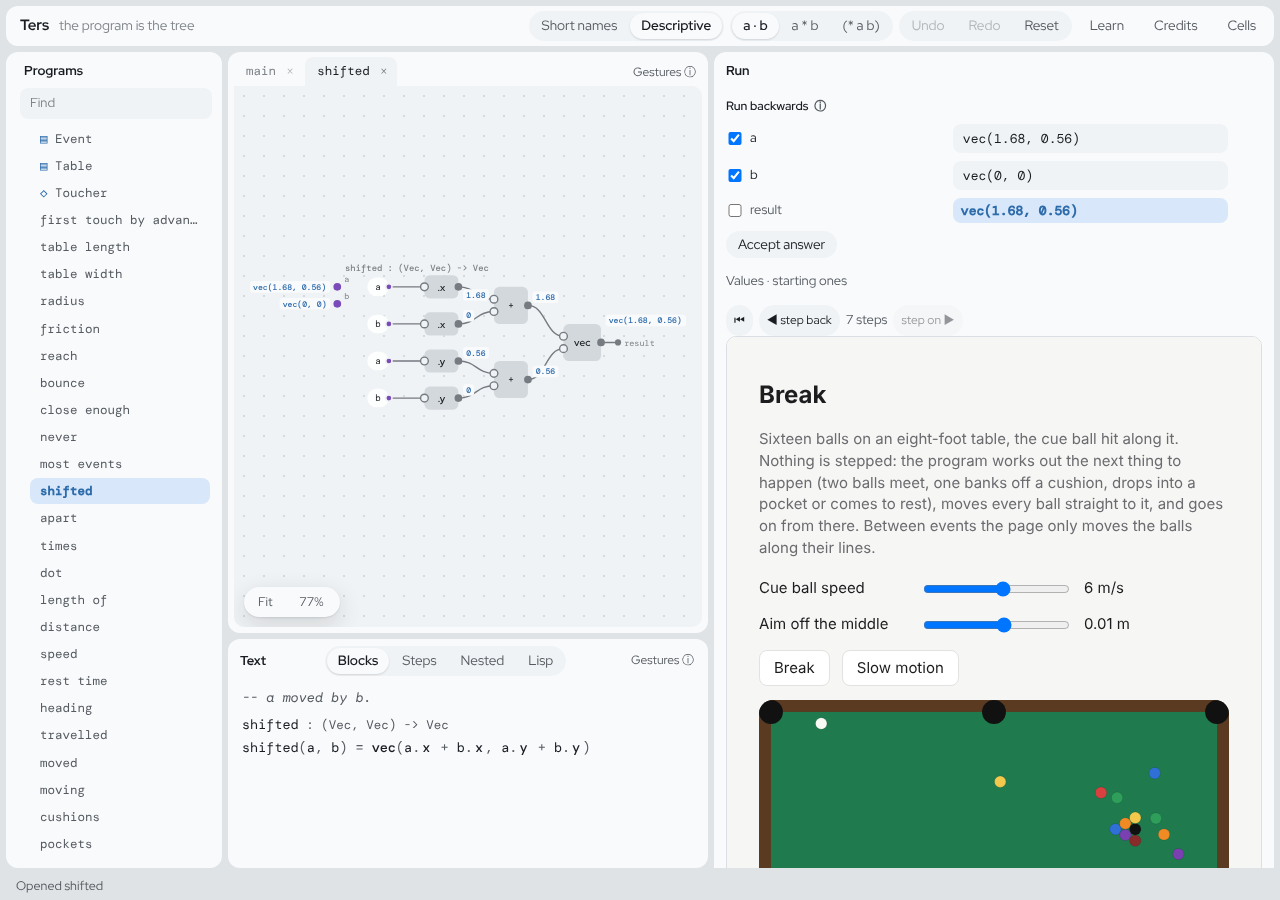 Ters the program is the tree
Short names Descriptive a · b a * b (* a b) Undo Redo Reset Learn Credits Cells
Programs
Find
Event
Table
Toucher
first touch by advan…
table length
table width
radius
friction
reach
bounce
close enough
never
most events
shifted
apart
times
dot
length of
distance
speed
rest time
heading
travelled
moved
moving
cushions
pockets
main × shifted × Gestures ⓘ
shifted : (Vec, Vec) -> Vec
vec(1.68, 0.56) a
vec(0, 0) b
a .x 1.68
b .x 0
+ 1.68
a .y 0.56
b .y 0
+ 0.56
vec vec(1.68, 0.56) result
Fit 77%
Text Blocks Steps Nested Lisp Gestures ⓘ
-- a moved by b.
shifted : (Vec, Vec) -> Vec
shifted(a, b) = vec(a.x + b.x, a.y + b.y)
Run
Run backwards ⓘ
a vec(1.68, 0.56)
b vec(0, 0)
result vec(1.68, 0.56)
Accept answer
Values · starting ones
⏮ ◀ step back 7 steps step on ▶
Break
Sixteen balls on an eight-foot table, the cue ball hit along it.
Nothing is stepped: the program works out the next thing to
happen (two balls meet, one banks off a cushion, drops into a
pocket or comes to rest), moves every ball straight to it, and goes
on from there. Between events the page only moves the balls
along their lines.
Cue ball speed 6 m/s
Aim off the middle 0.01 m
Break Slow motion
Opened shifted